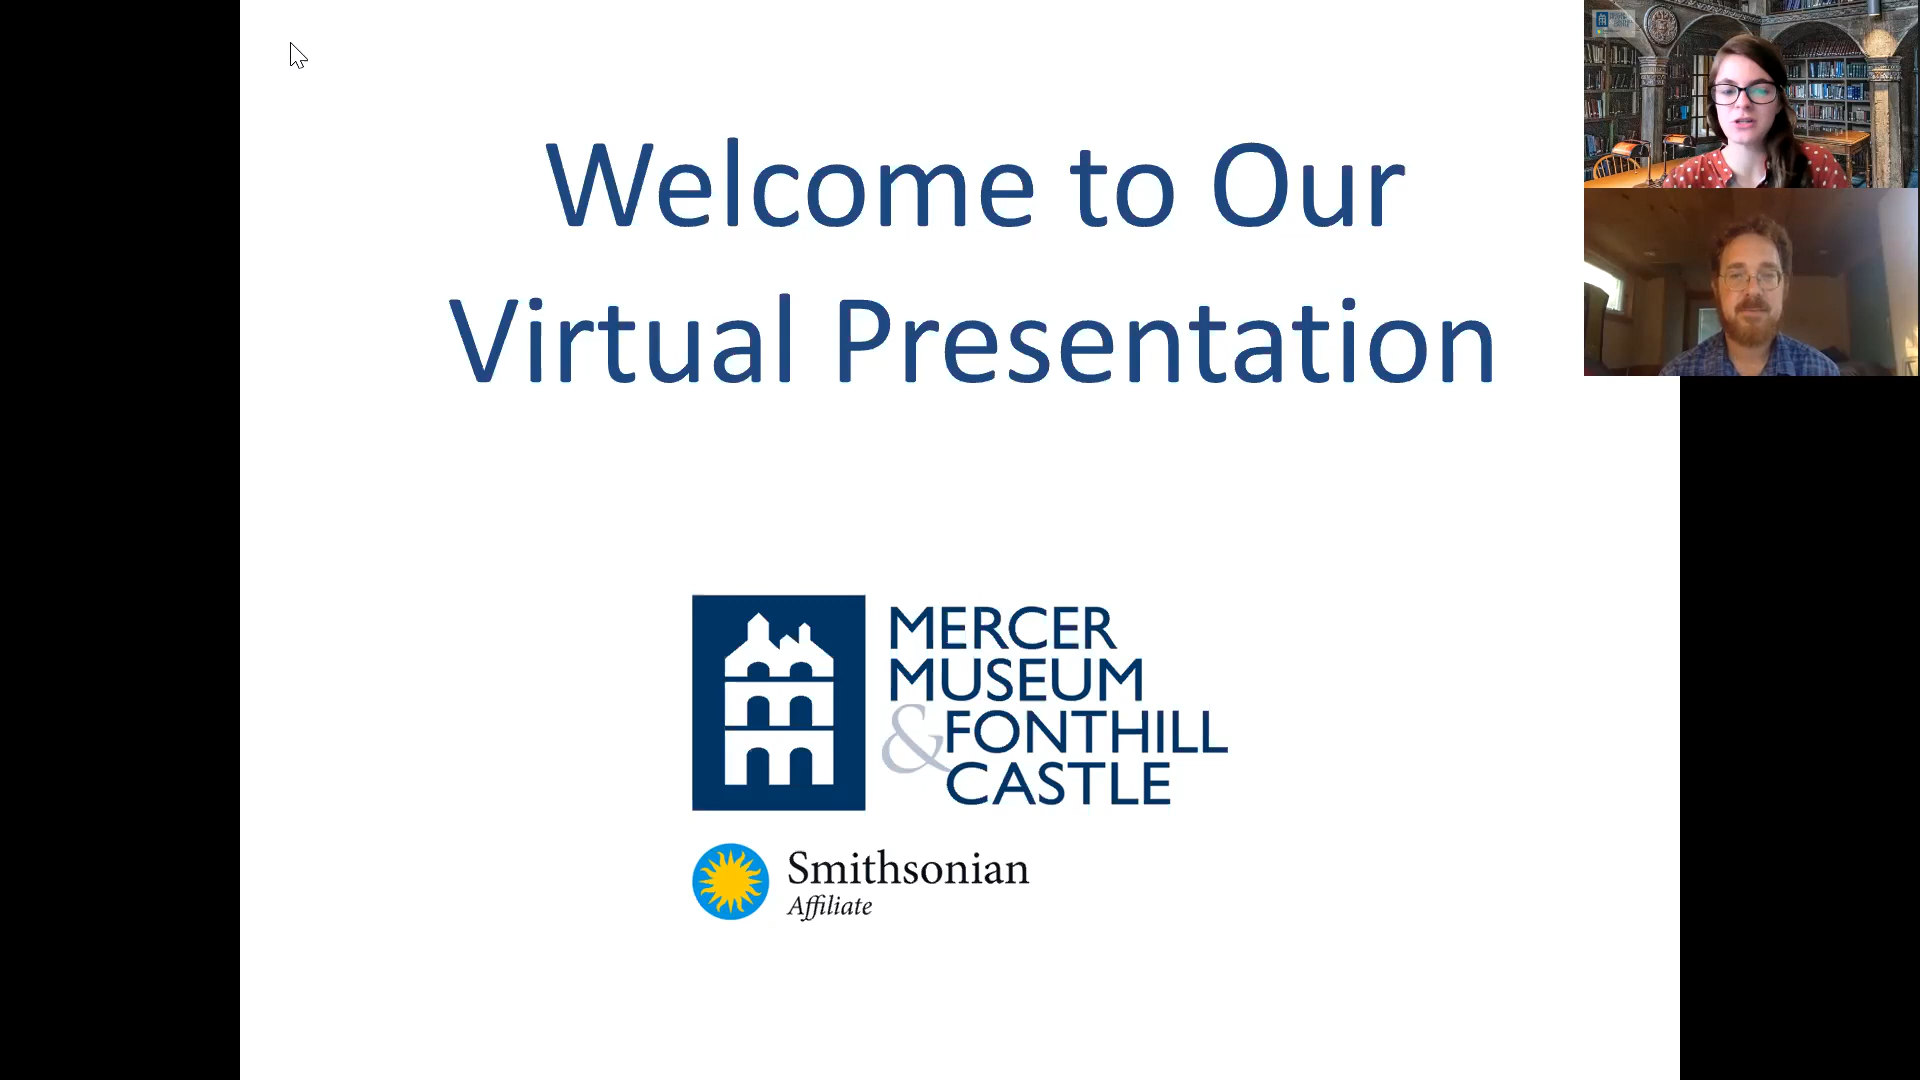 Welcome to Our
Virtual Presentation
MERCER
MUSEUM
& FONTHILL
CASTLE
Smithsonian
Affiliate